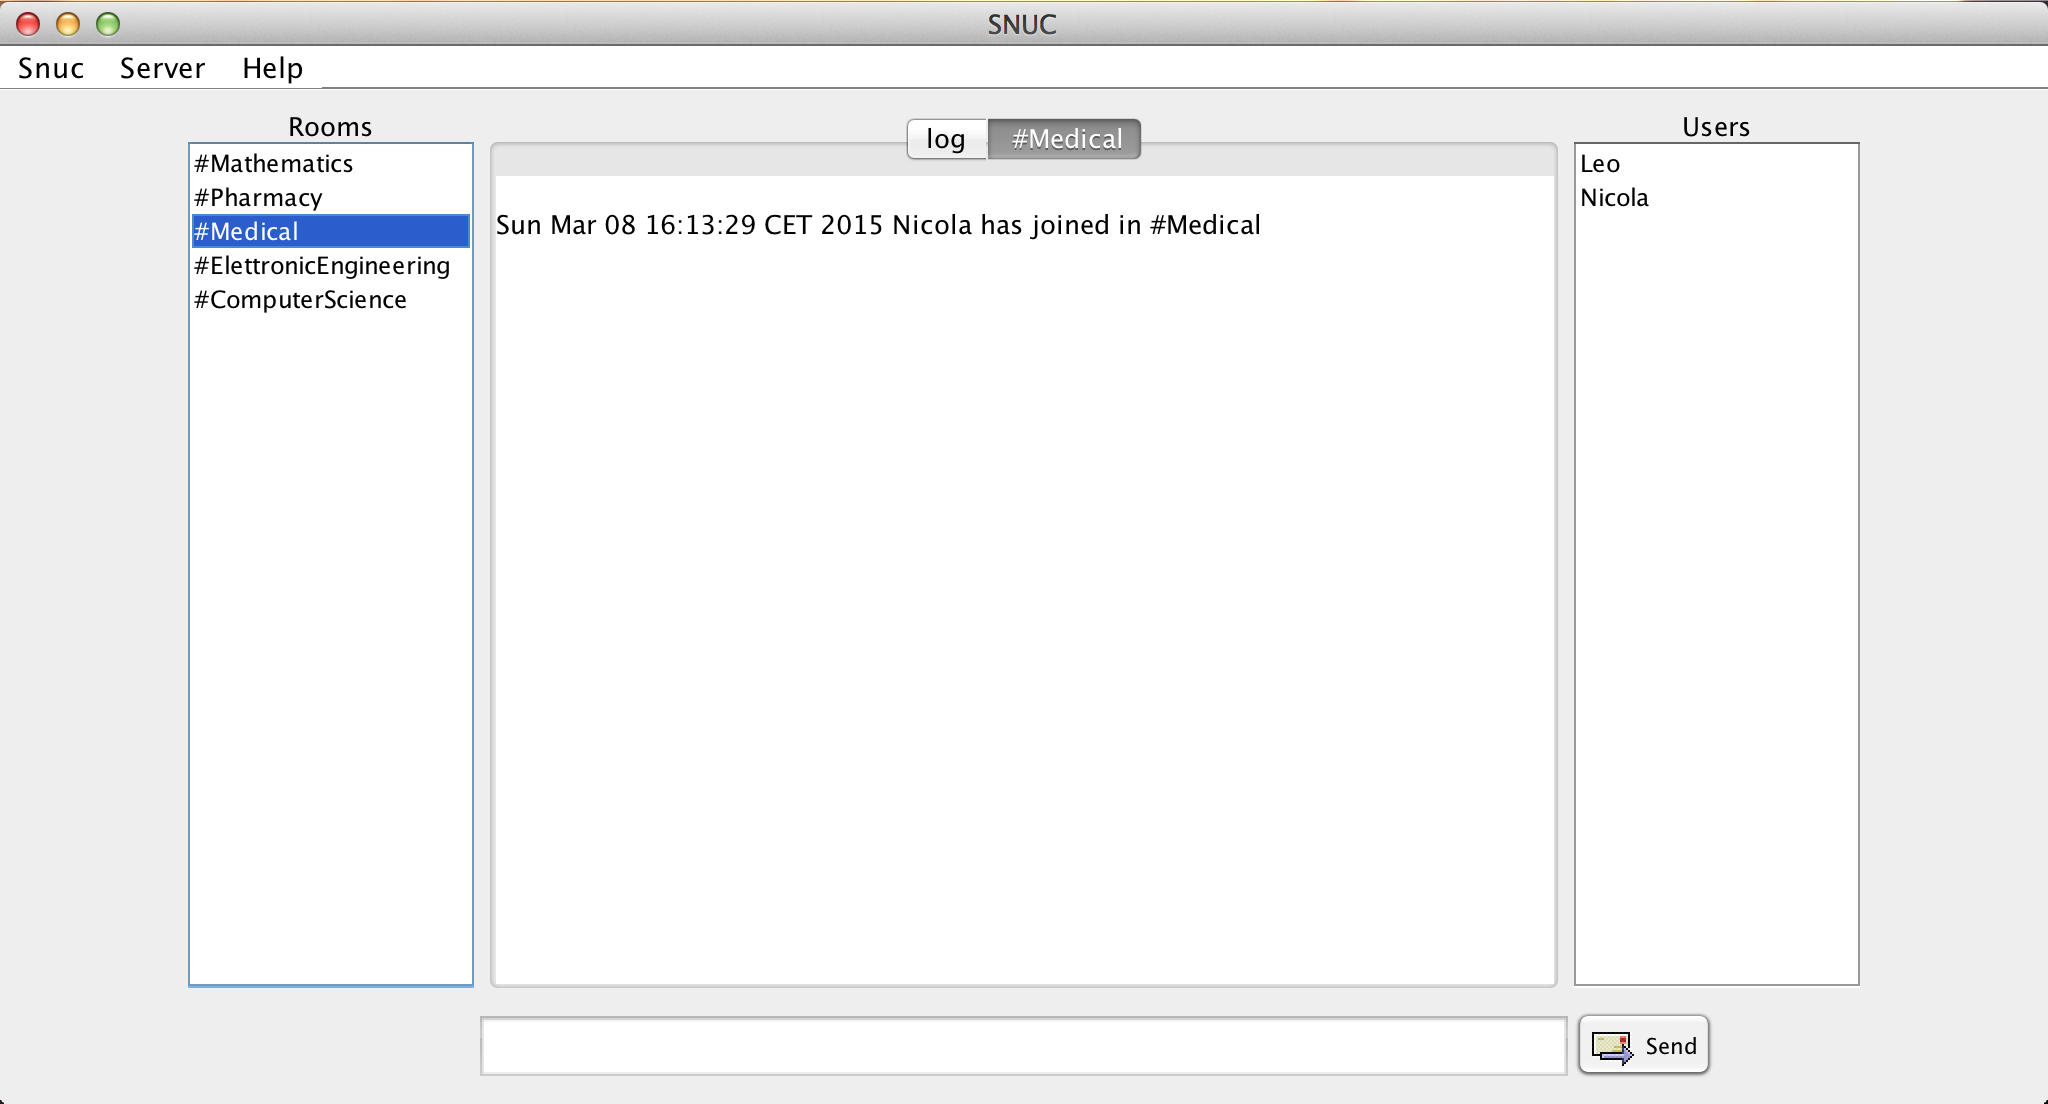 SNUC
Snuc Server Help
Rooms
#Mathematics
#Pharmacy
#Medical
#ElettronicEngineering
#ComputerScience
log #Medical
Sun Mar 08 16:13:29 CET 2015 Nicola has joined in #Medical
Users
Leo
Nicola
Send